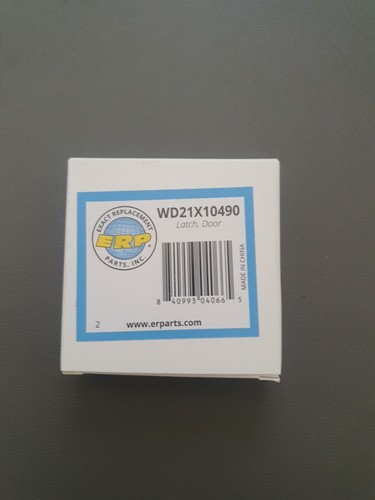 EXACT REPLACEMENT
ERP
PARTS, INC.
WD21X10490
Latch, Door
MADE IN CHINA
8 40993 04066 5
2
www.erparts.com